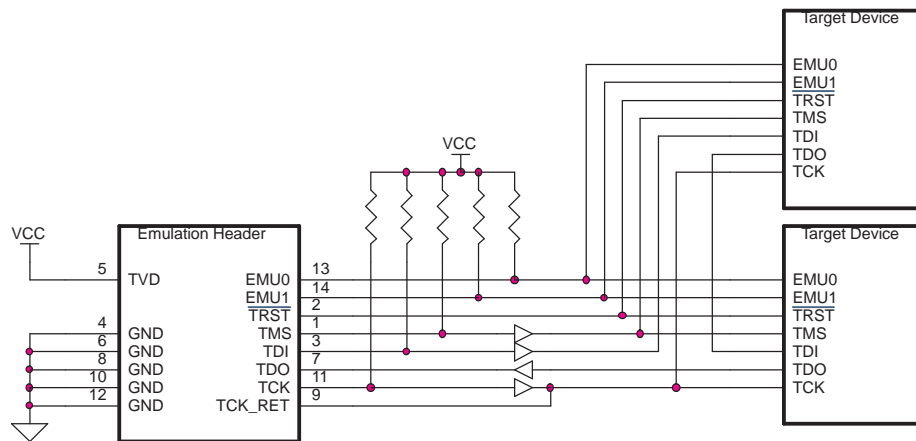 Target Device
EMU0
EMU1
TRST
TMS
TDI
TDO
TCK
VCC
VCC
Emulation Header
5 TVD
4 GND
6 GND
8 GND
10 GND
12 GND
EMU0 13
EMU1 14
TRST 2
TMS 1
TDI 3
TDO 7
TCK 11
TCK_RET 9
Target Device
EMU0
EMU1
TRST
TMS
TDI
TDO
TCK